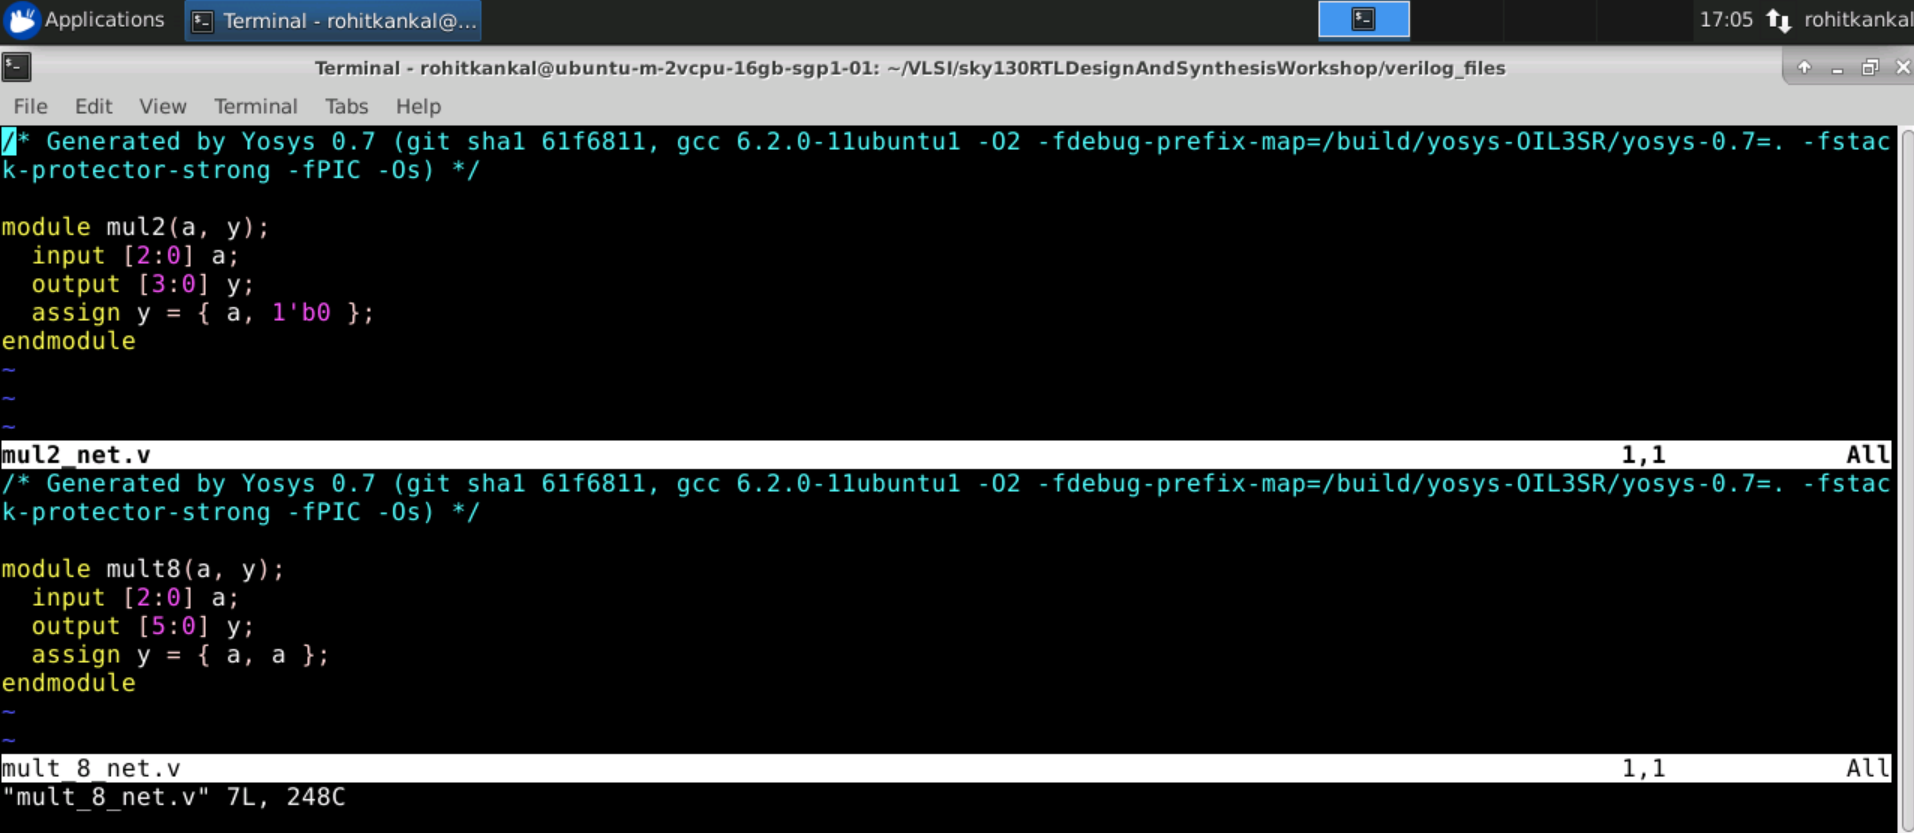 Applications Terminal - rohitkankal@... 17:05 rohitkankal
Terminal - rohitkankal@ubuntu-m-2vcpu-16gb-sgp1-01: ~/VLSI/sky130RTLDesignAndSynthesisWorkshop/verilog_files
File Edit View Terminal Tabs Help
/* Generated by Yosys 0.7 (git sha1 61f6811, gcc 6.2.0-11ubuntu1 -O2 -fdebug-prefix-map=/build/yosys-OIL3SR/yosys-0.7=. -fstac
k-protector-strong -fPIC -Os) */
module mul2(a, y);
  input [2:0] a;
  output [3:0] y;
  assign y = { a, 1'b0 };
endmodule
~
~
~
mul2_net.v 1,1 All
/* Generated by Yosys 0.7 (git sha1 61f6811, gcc 6.2.0-11ubuntu1 -O2 -fdebug-prefix-map=/build/yosys-OIL3SR/yosys-0.7=. -fstac
k-protector-strong -fPIC -Os) */
module mult8(a, y);
  input [2:0] a;
  output [5:0] y;
  assign y = { a, a };
endmodule
~
~
mult_8_net.v 1,1 All
"mult_8_net.v" 7L, 248C